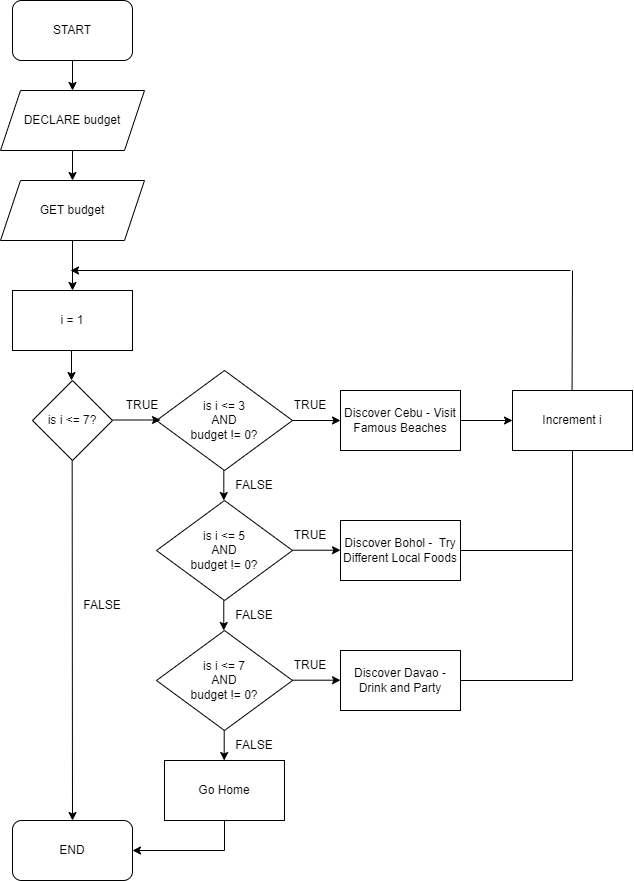 START
DECLARE budget
GET budget
i = 1
is i <= 7?
TRUE
is i <= 3
AND
budget != 0?
TRUE
Discover Cebu - Visit
Famous Beaches
Increment i
FALSE
is i <= 5
AND
budget != 0?
TRUE
Discover Bohol - Try
Different Local Foods
FALSE
FALSE
is i <= 7
AND
budget != 0?
TRUE
Discover Davao -
Drink and Party
FALSE
Go Home
END